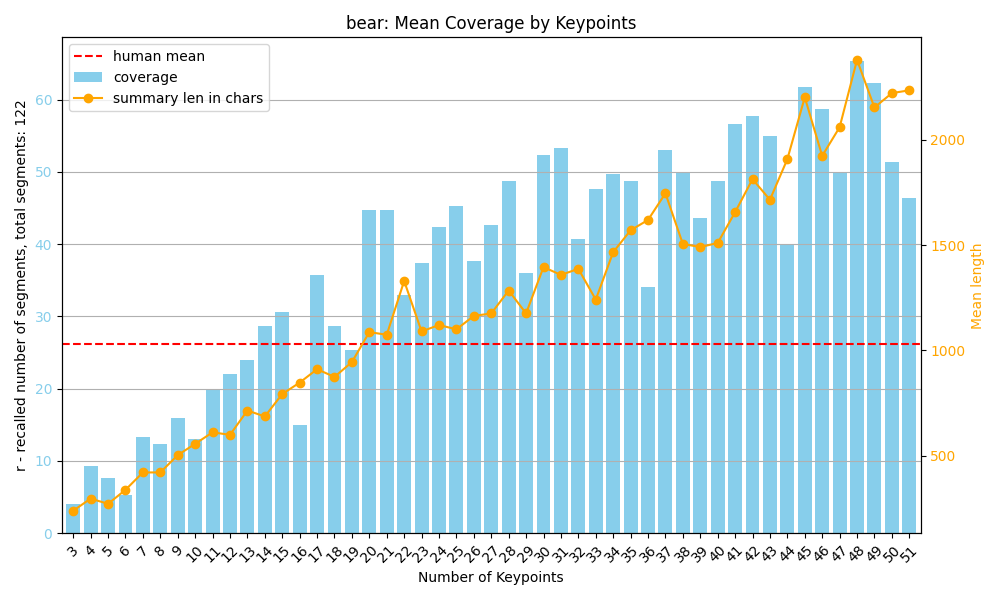 bear: Mean Coverage by Keypoints
human mean
coverage
summary len in chars
r - recalled number of segments, total segments: 122
0
10
20
30
40
50
60
500
1000
1500
2000
Mean length
3 4 5 6 7 8 9 10 11 12 13 14 15 16 17 18 19 20 21 22 23 24 25 26 27 28 29 30 31 32 33 34 35 36 37 38 39 40 41 42 43 44 45 46 47 48 49 50 51
Number of Keypoints